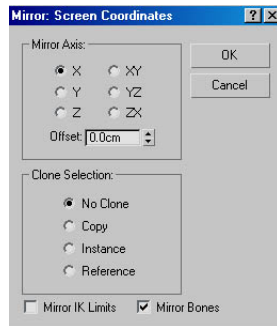 Mirror: Screen Coordinates
Mirror Axis:
X XY
Y YZ
Z ZX
Offset: 0.0cm
OK
Cancel
Clone Selection:
No Clone
Copy
Instance
Reference
Mirror IK Limits Mirror Bones